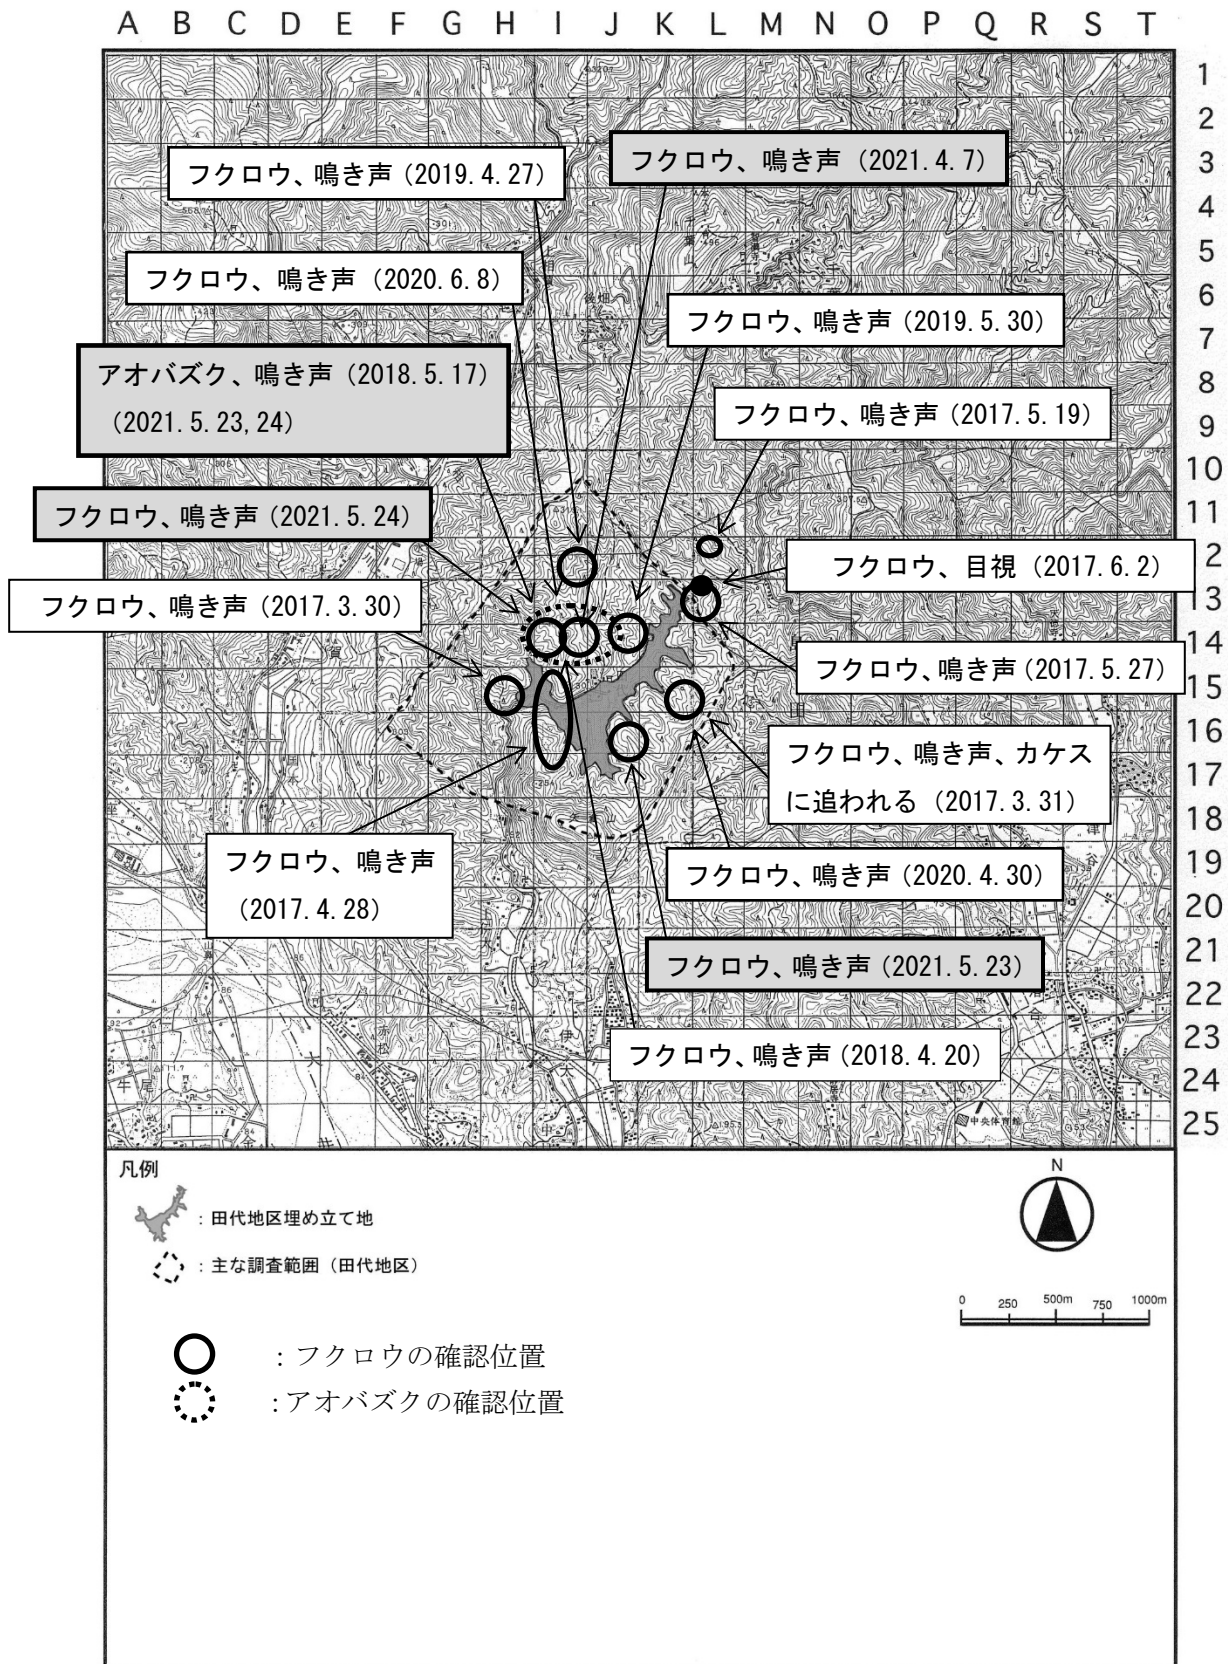 A B C D E F G H I J K L M N O P Q R S T
1
2
3
4
5
6
7
8
9
10
11
2
13
14
15
16
17
18
19
20
21
22
23
24
25
フクロウ、鳴き声（2019.4.27）
フクロウ、鳴き声（2021.4.7）
フクロウ、鳴き声（2020.6.8）
フクロウ、鳴き声（2019.5.30）
アオバズク、鳴き声（2018.5.17）
（2021.5.23,24）
フクロウ、鳴き声（2017.5.19）
フクロウ、鳴き声（2021.5.24）
フクロウ、目視（2017.6.2）
フクロウ、鳴き声（2017.3.30）
フクロウ、鳴き声（2017.5.27）
フクロウ、鳴き声、カケス
に追われる（2017.3.31）
フクロウ、鳴き声
（2017.4.28）
フクロウ、鳴き声（2020.4.30）
フクロウ、鳴き声（2021.5.23）
フクロウ、鳴き声（2018.4.20）
赤松
牛尾
大
伊
中央体育館
凡例
：田代地区埋め立て地
：主な調査範囲（田代地区）
：フクロウの確認位置
：アオバズクの確認位置
N
0 250 500m 750 1000m